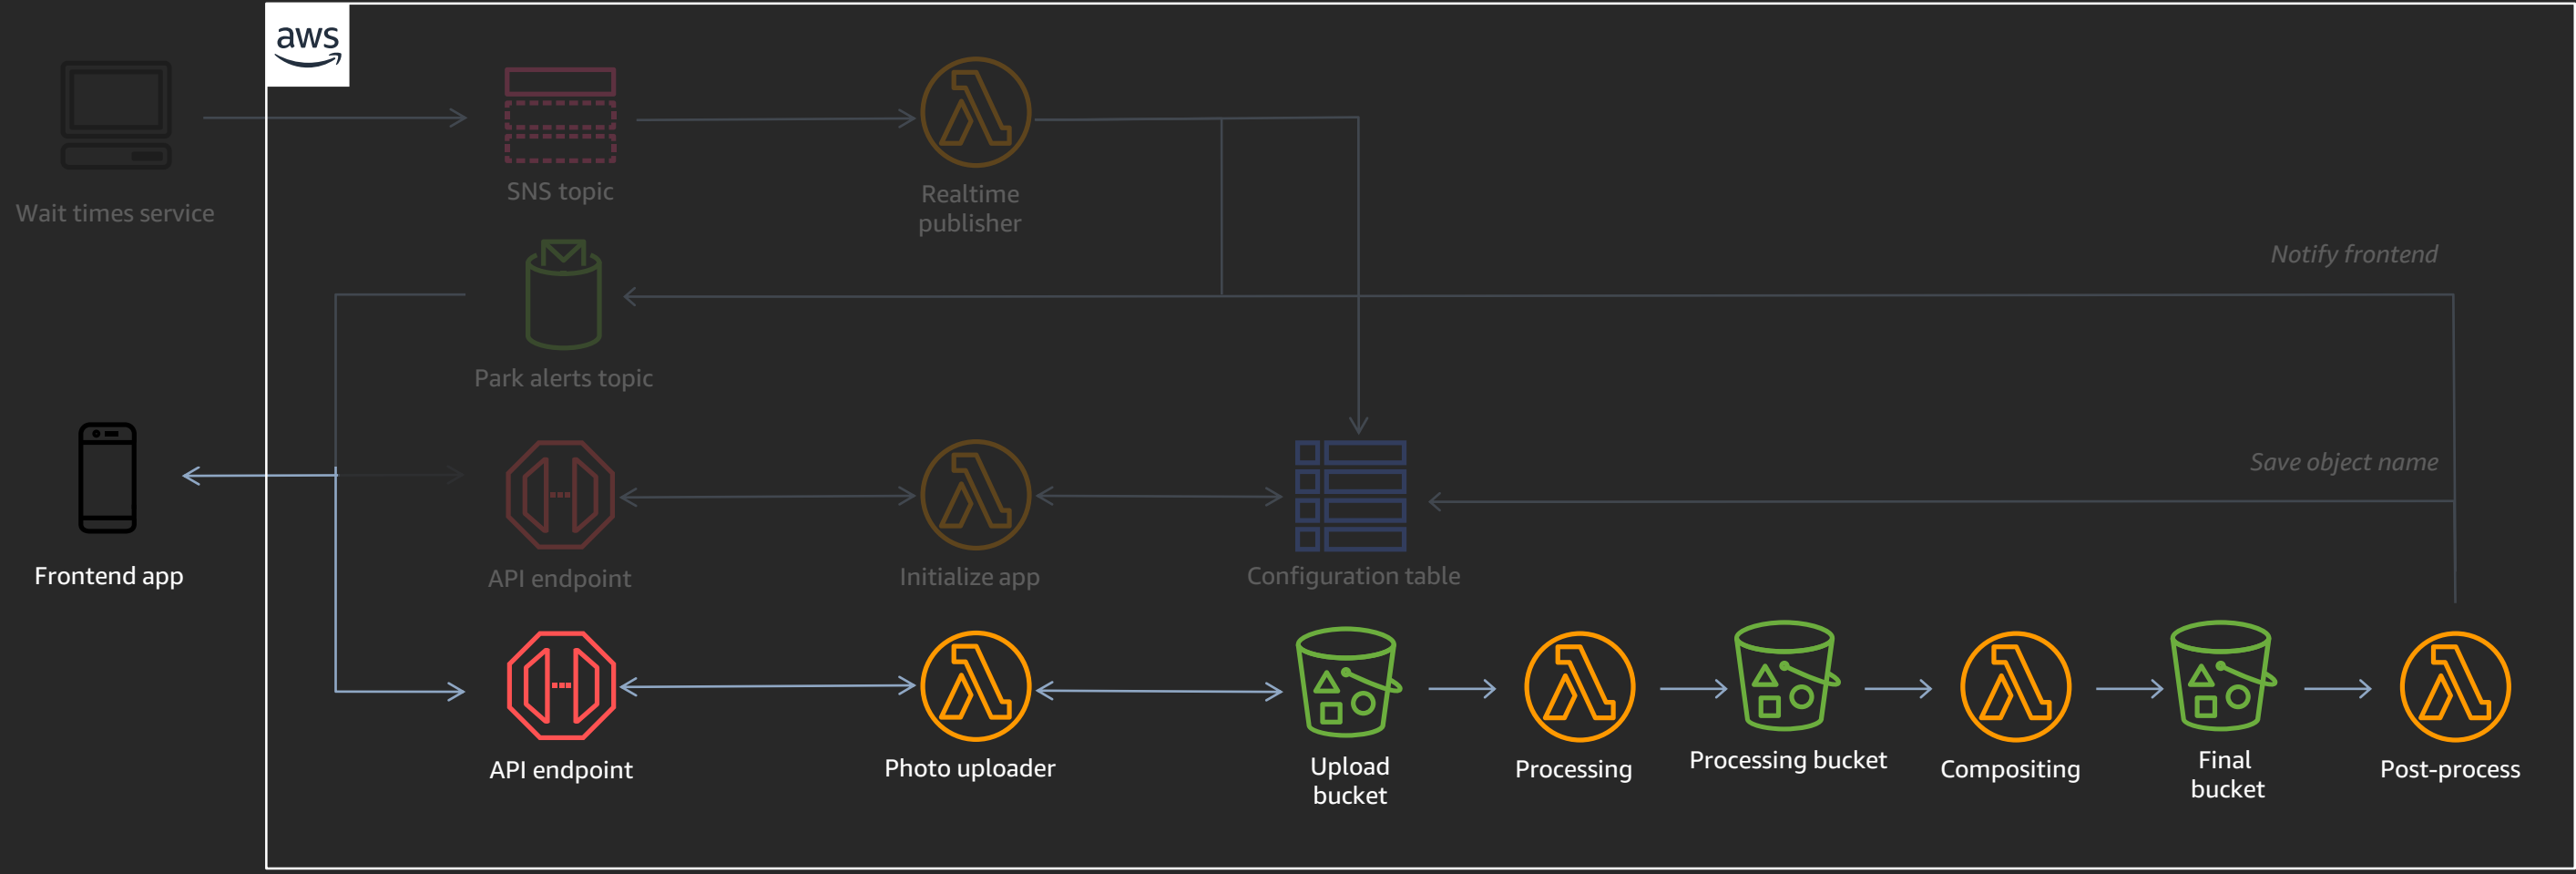 aws
Wait times service
SNS topic
Realtime
publisher
Notify frontend
Park alerts topic
Save object name
Frontend app
API endpoint
Initialize app
Configuration table
API endpoint
Photo uploader
Upload
bucket
Processing
Processing bucket
Compositing
Final
bucket
Post-process